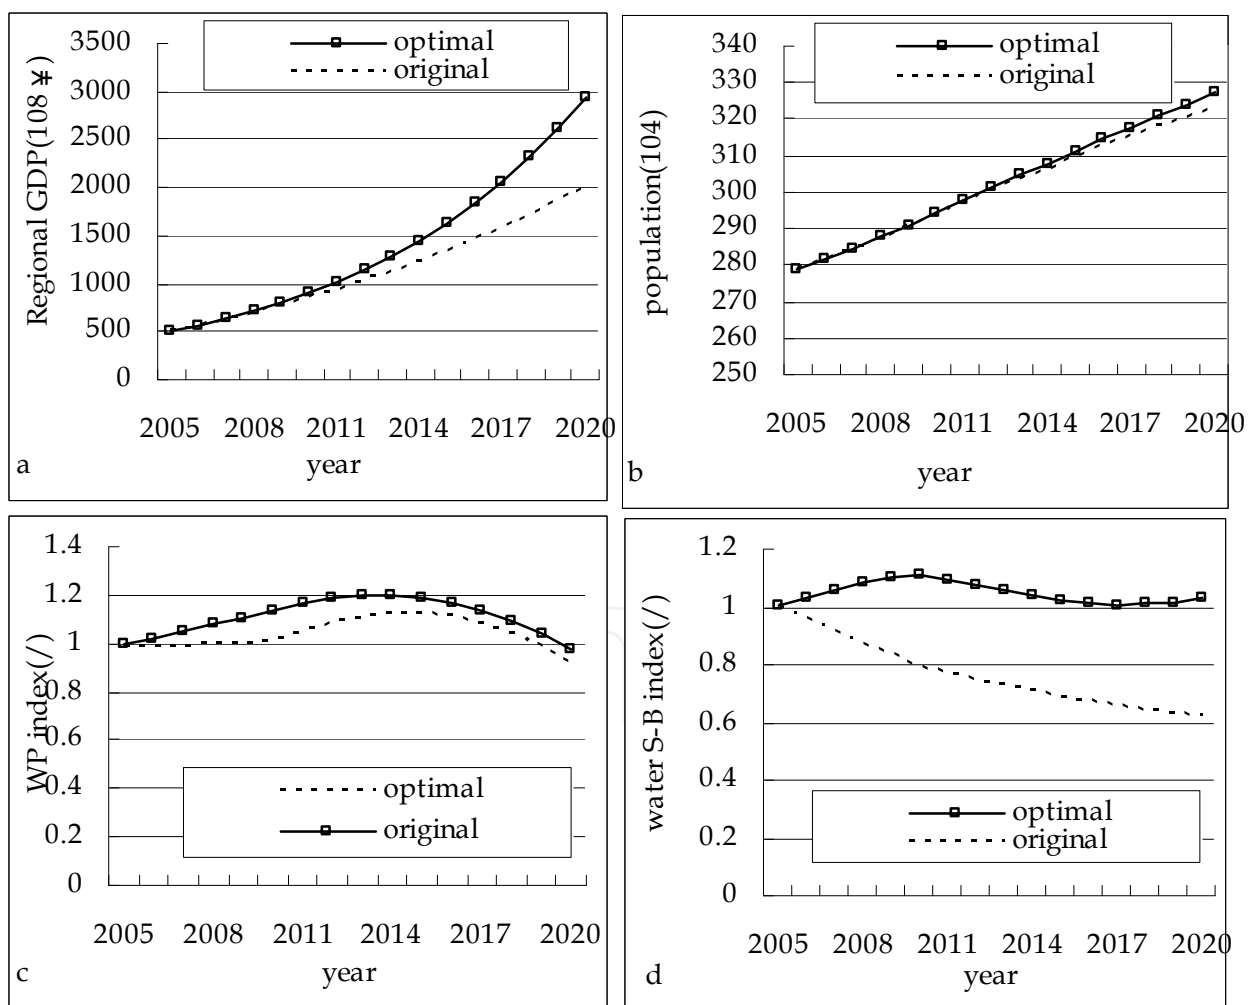 3500
3000
2500
2000
1500
1000
500
0
Regional GDP(108 ¥)
optimal
original
2005 2008 2011 2014 2017 2020
year
a
340
330
320
310
300
290
280
270
260
250
population(104)
optimal
original
2005 2008 2011 2014 2017 2020
year
b
1.4
1.2
1
0.8
0.6
0.4
0.2
0
WP index(/)
optimal
original
2005 2008 2011 2014 2017 2020
year
c
1.2
1
0.8
0.6
0.4
0.2
0
water S-B index(/)
optimal
original
2005 2008 2011 2014 2017 2020
year
d